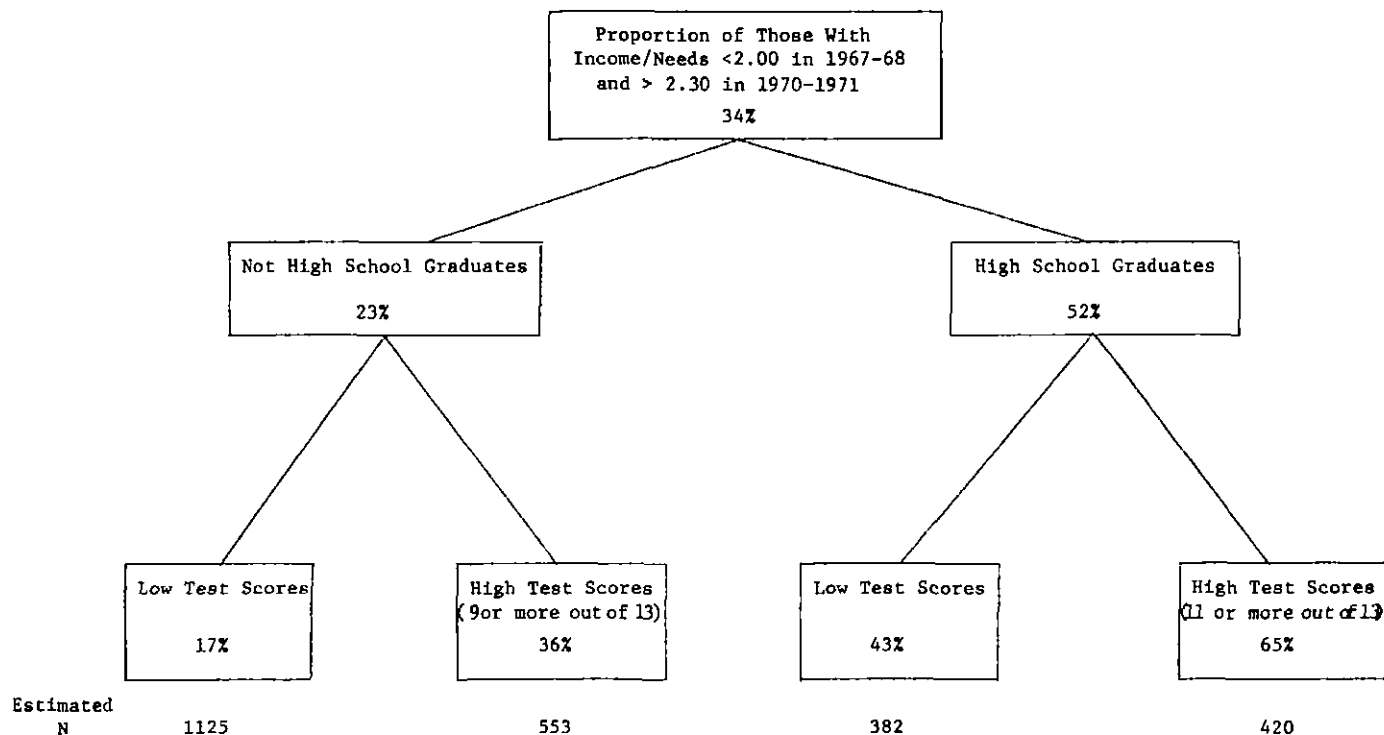 Proportion of Those With
Income/Needs <2.00 in 1967-68
and > 2.30 in 1970-1971
34%
Not High School Graduates
23%
High School Graduates
52%
Low Test Scores
17%
High Test Scores
(9or more out of 13)
36%
Low Test Scores
43%
High Test Scores
(11 or more out of 13)
65%
Estimated
N 1125 553 382 420